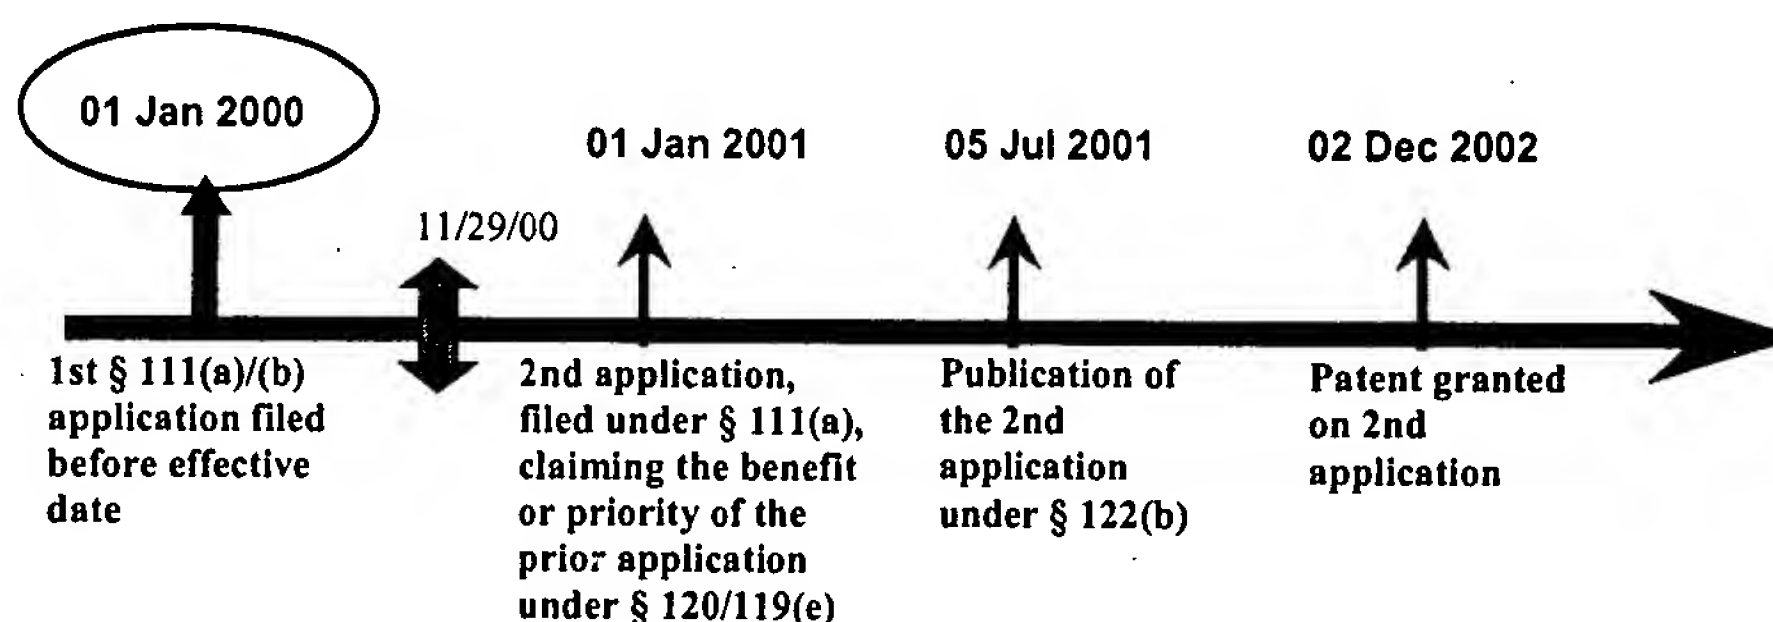 01 Jan 2000
01 Jan 2001
05 Jul 2001
02 Dec 2002
11/29/00
1st § 111(a)/(b)
application filed
before effective
date
2nd application,
filed under § 111(a),
claiming the benefit
or priority of the
prior application
under § 120/119(e)
Publication of
the 2nd
application
under § 122(b)
Patent granted
on 2nd
application